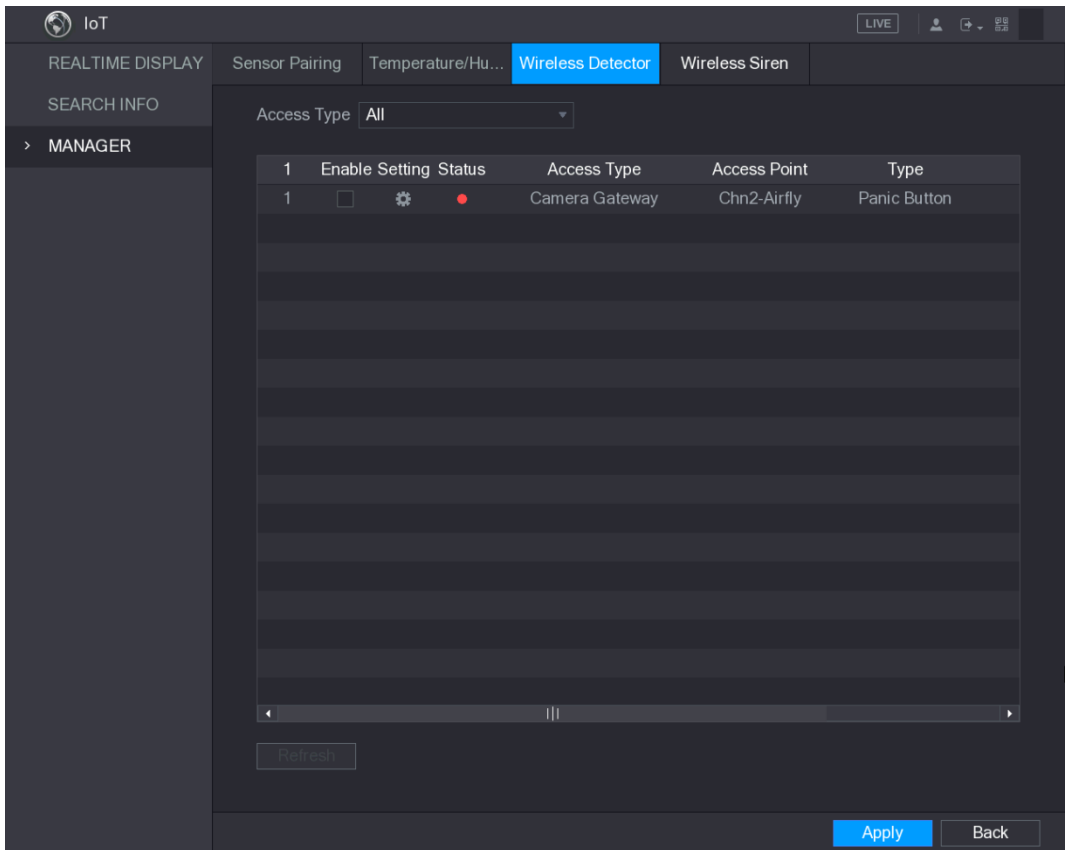 IoT LIVE
REALTIME DISPLAY
SEARCH INFO
MANAGER
Sensor Pairing Temperature/Hu... Wireless Detector Wireless Siren
Access Type All
1 Enable Setting Status Access Type Access Point Type
1 Camera Gateway Chn2-Airfly Panic Button
Refresh
Apply Back